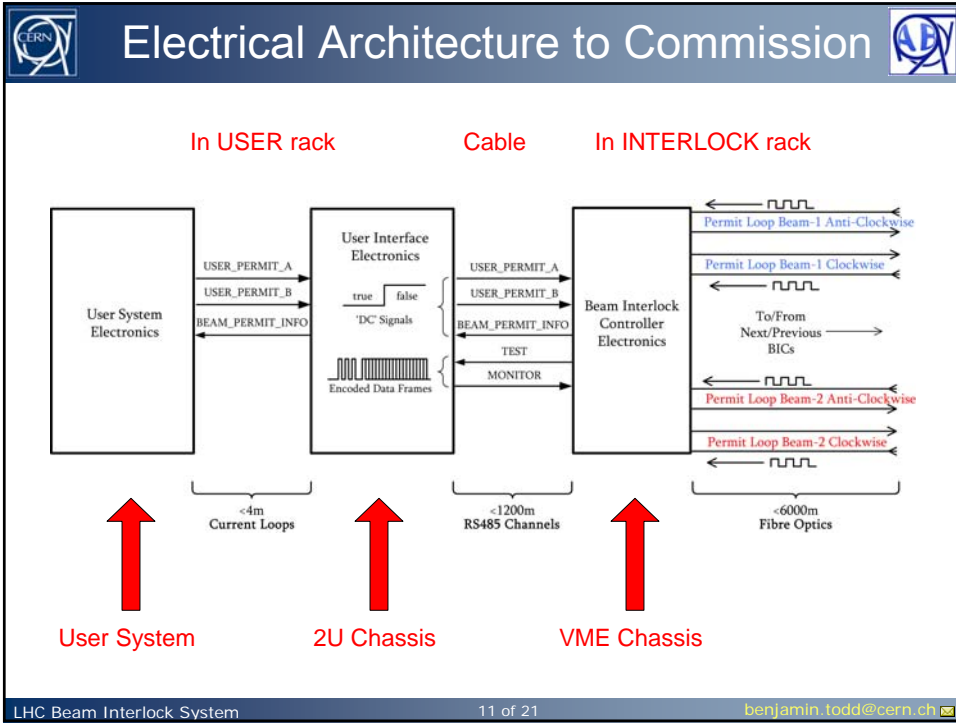 CERN
Electrical Architecture to Commission
AB
In USER rack
Cable
In INTERLOCK rack
User System
Electronics
USER_PERMIT_A
USER_PERMIT_B
BEAM_PERMIT_INFO
User Interface
Electronics
true
false
'DC' Signals
Encoded Data Frames
USER_PERMIT_A
USER_PERMIT_B
BEAM_PERMIT_INFO
TEST
MONITOR
Beam Interlock
Controller
Electronics
Permit Loop Beam-1 Anti-Clockwise
Permit Loop Beam-1 Clockwise
To/From
Next/Previous
BICs
Permit Loop Beam-2 Anti-Clockwise
Permit Loop Beam-2 Clockwise
<4m
Current Loops
<1200m
RS485 Channels
<6000m
Fibre Optics
User System
2U Chassis
VME Chassis
LHC Beam Interlock System
11 of 21
benjamin.todd@cern.ch